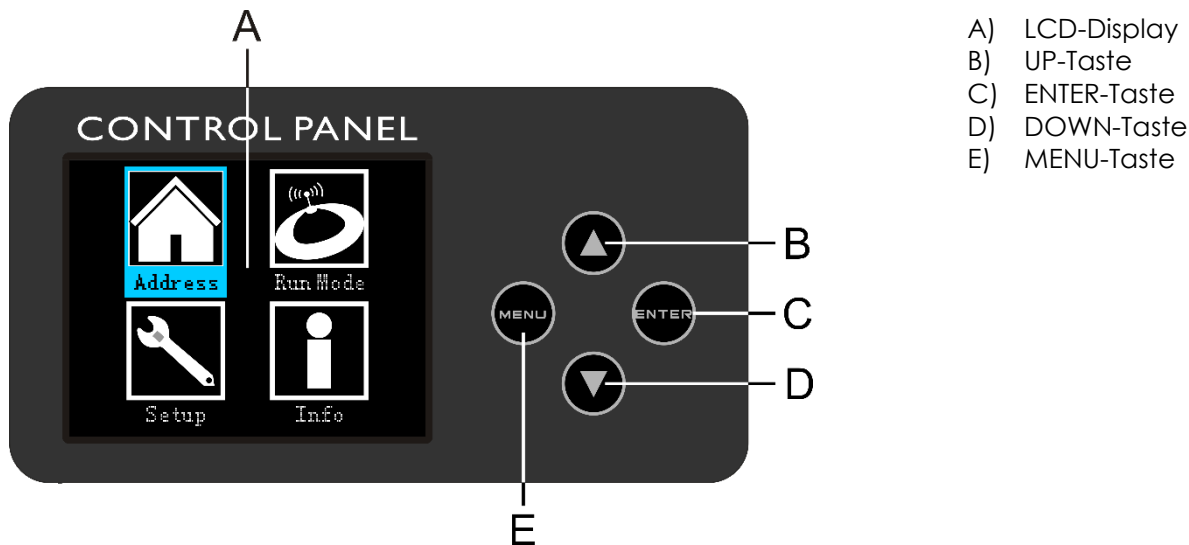 A
A) LCD-Display
B) UP-Taste
C) ENTER-Taste
D) DOWN-Taste
E) MENU-Taste
CONTROL PANEL
Address
Run Mode
Setup
Info
MENU
ENTER
B
C
D
E